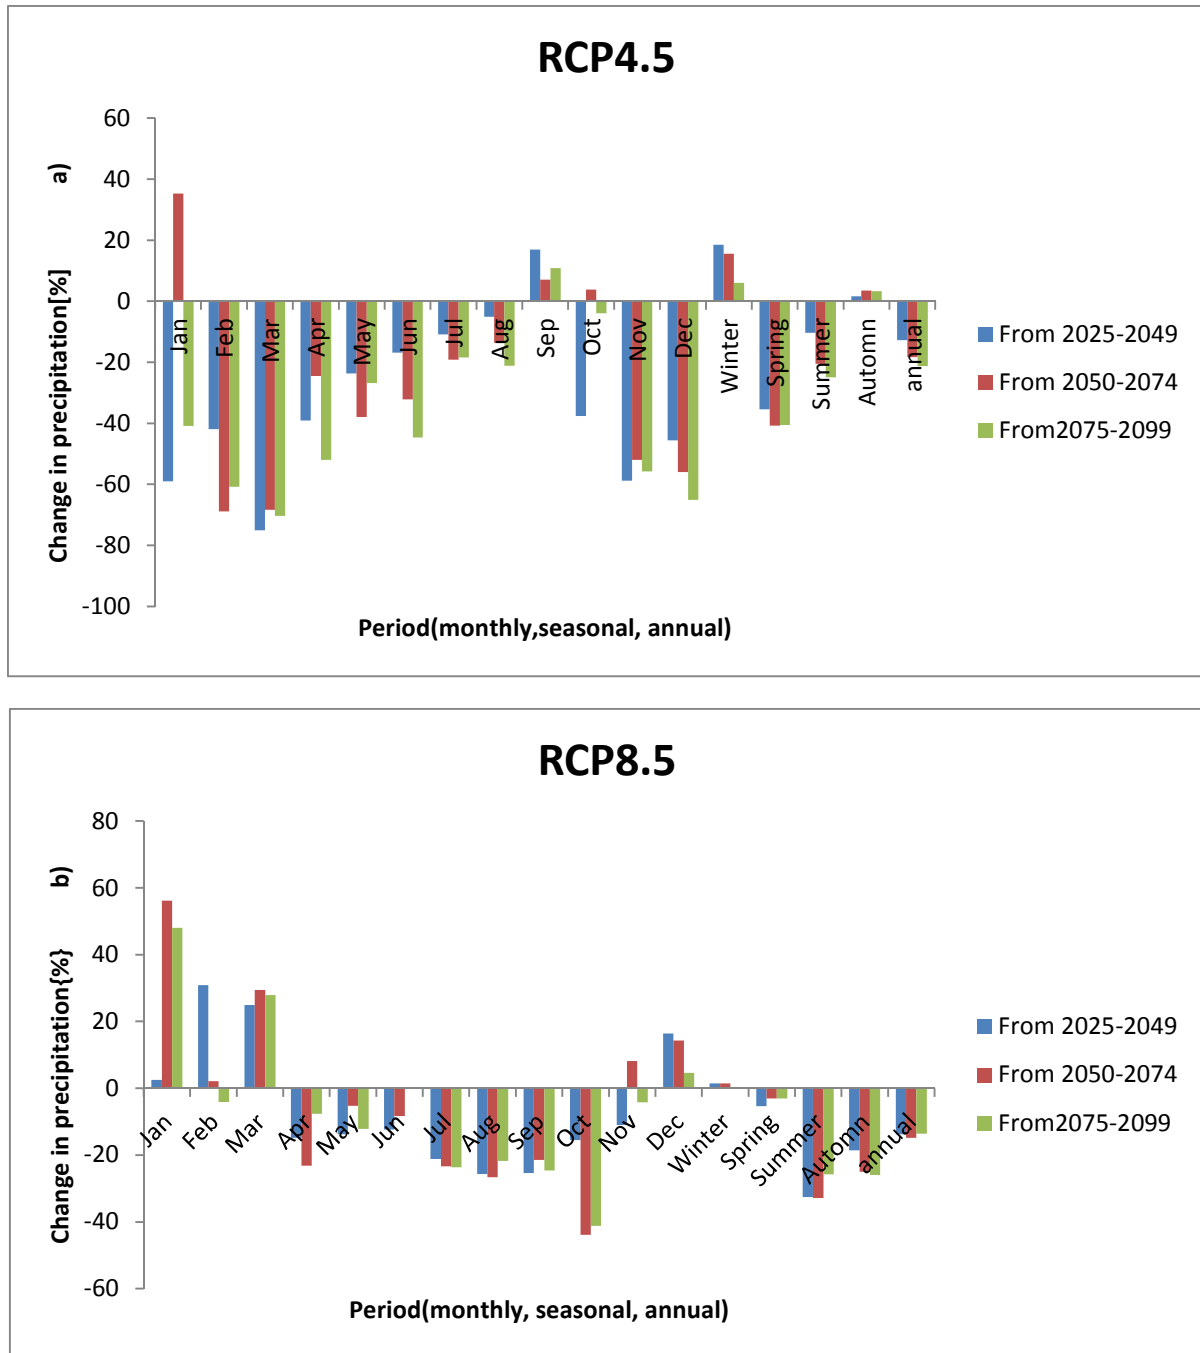 RCP4.5
a)
Change in precipitation[%]
60
40
20
0
-20
-40
-60
-80
-100
Jan Feb Mar Apr May Jun Jul Aug Sep Oct Nov Dec Winter Spring Summer Automn annual
Period(monthly,seasonal, annual)
From 2025-2049
From 2050-2074
From2075-2099
RCP8.5
b)
Change in precipitation{%}
80
60
40
20
0
-20
-40
-60
Jan Feb Mar Apr May Jun Jul Aug Sep Oct Nov Dec Winter Spring Summer Automn annual
Period(monthly, seasonal, annual)
From 2025-2049
From 2050-2074
From2075-2099